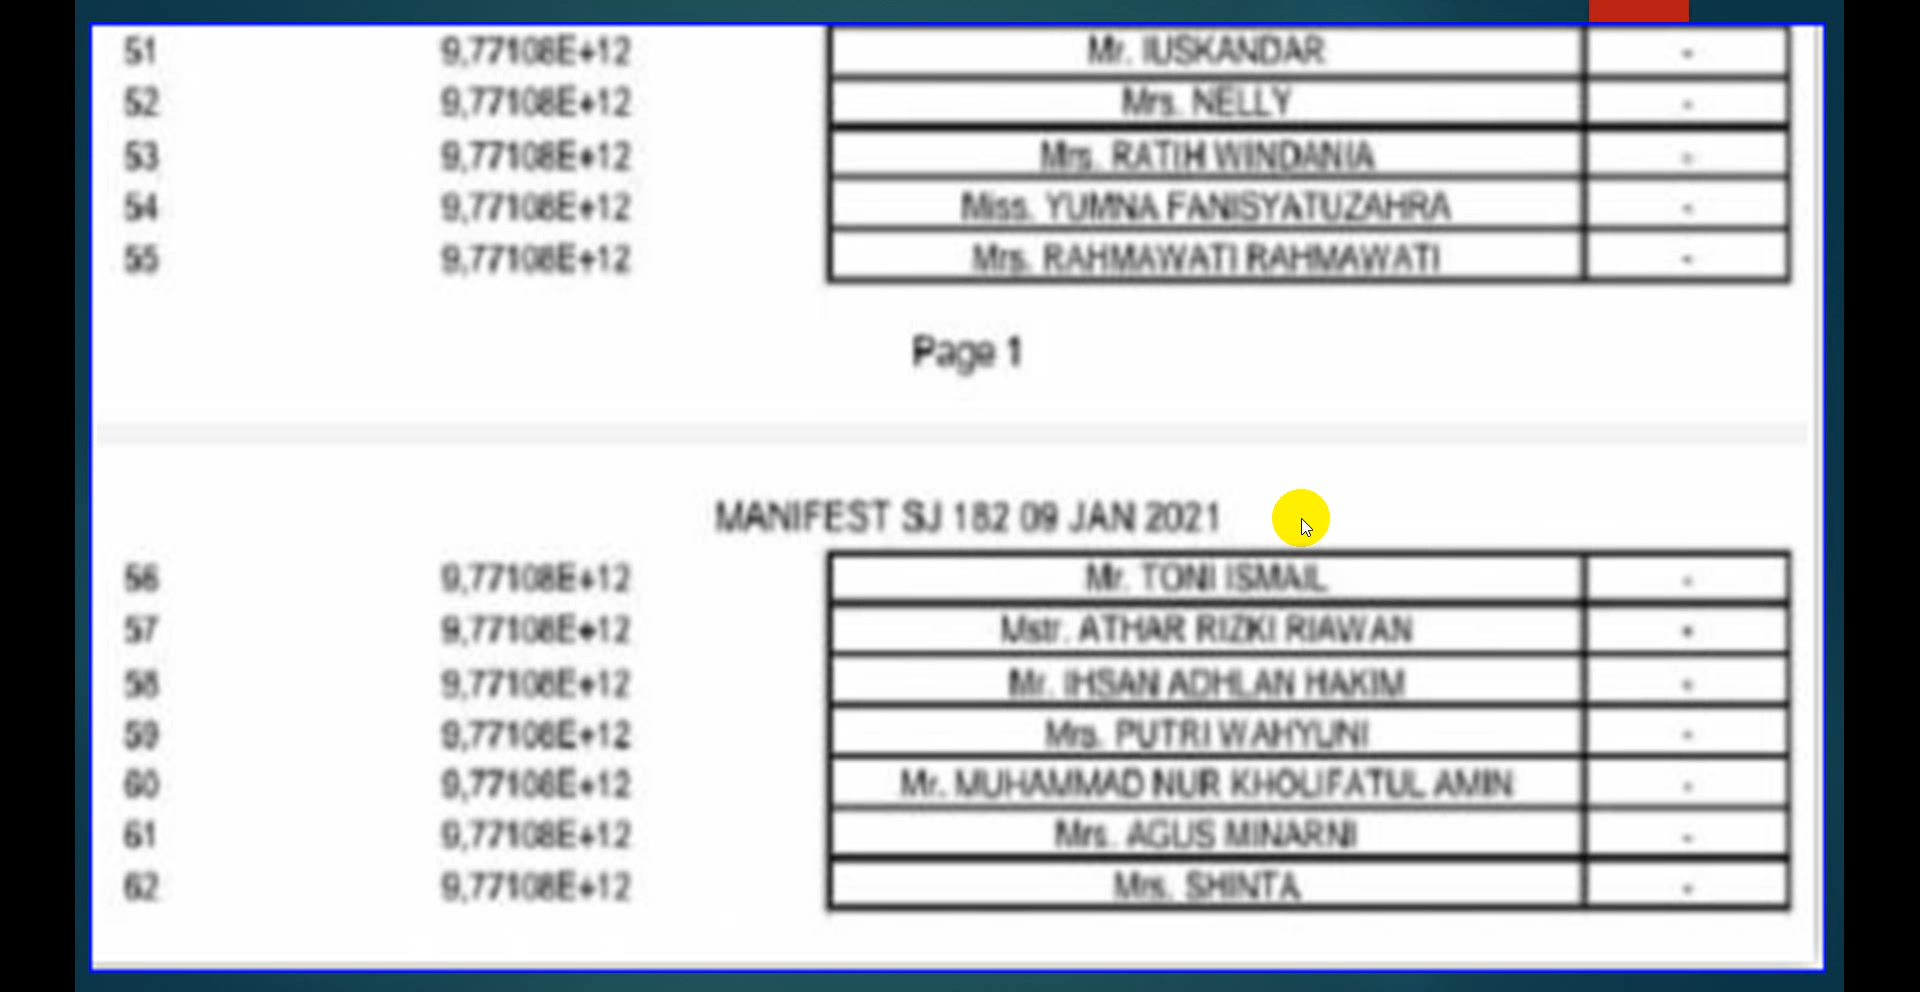 51 9,77108E+12 Mr. IUSKANDAR -
52 9,77108E+12 Mrs. NELLY -
53 9,77108E+12 Mrs. RATIH WINDANIA -
54 9,77108E+12 Miss. YUMNA FANISYATUZAHRA -
55 9,77108E+12 Mrs. RAHMAWATI RAHMAWATI -
Page 1
MANIFEST SJ 182 09 JAN 2021
56 9,77108E+12 Mr. TONI ISMAIL -
57 9,77108E+12 Mstr. ATHAR RIZKI RIAWAN -
58 9,77108E+12 Mr. IHSAN ADHLAN HAKIM -
59 9,77108E+12 Mrs. PUTRI WAHYUNI -
60 9,77108E+12 Mr. MUHAMMAD NUR KHOLIFATUL AMIN -
61 9,77108E+12 Mrs. AGUS MINARNI -
62 9,77108E+12 Mrs. SHINTA -